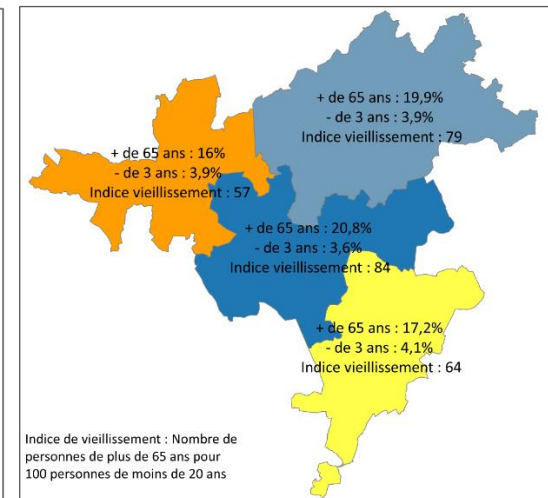 + de 65 ans : 19,9%
- de 3 ans : 3,9%
Indice vieillissement : 79
+ de 65 ans : 16%
- de 3 ans : 3,9%
Indice vieillissement : 57
+ de 65 ans : 20,8%
- de 3 ans : 3,6%
Indice vieillissement : 84
+ de 65 ans : 17,2%
- de 3 ans : 4,1%
Indice vieillissement : 64
Indice de vieillissement : Nombre de
personnes de plus de 65 ans pour
100 personnes de moins de 20 ans